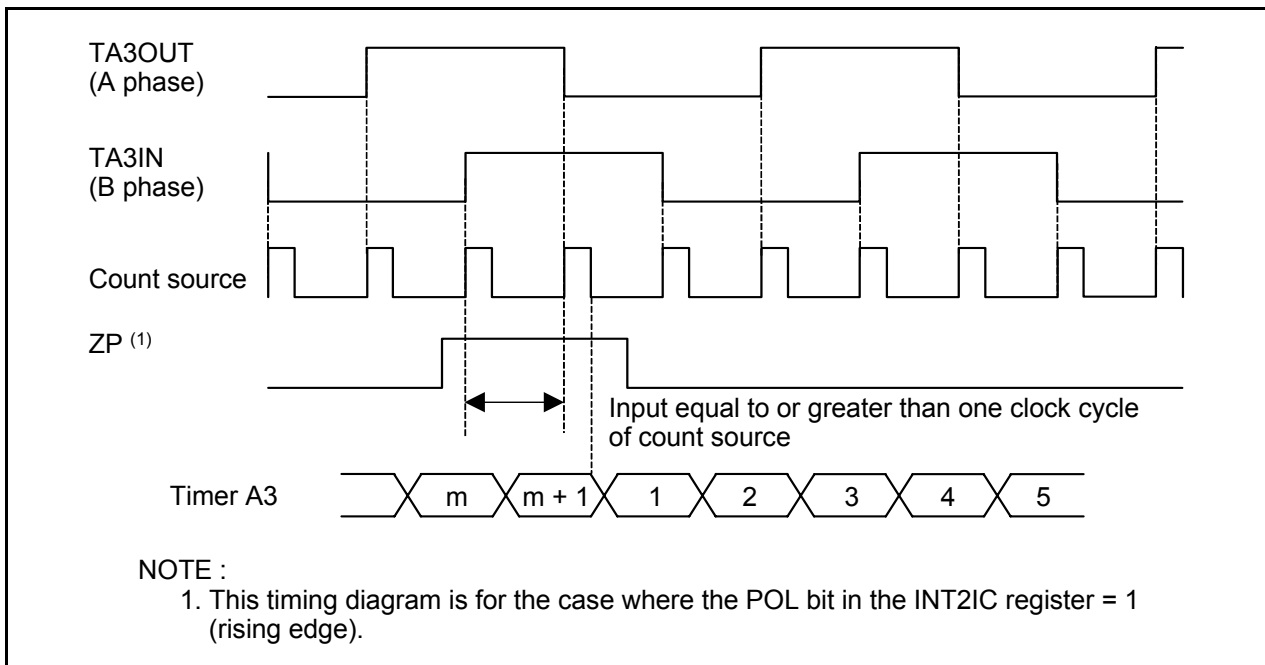 TA3OUT
(A phase)
TA3IN
(B phase)
Count source
ZP (1)
Input equal to or greater than one clock cycle
of count source
Timer A3
m
m + 1
1
2
3
4
5
NOTE :
1. This timing diagram is for the case where the POL bit in the INT2IC register = 1
(rising edge).